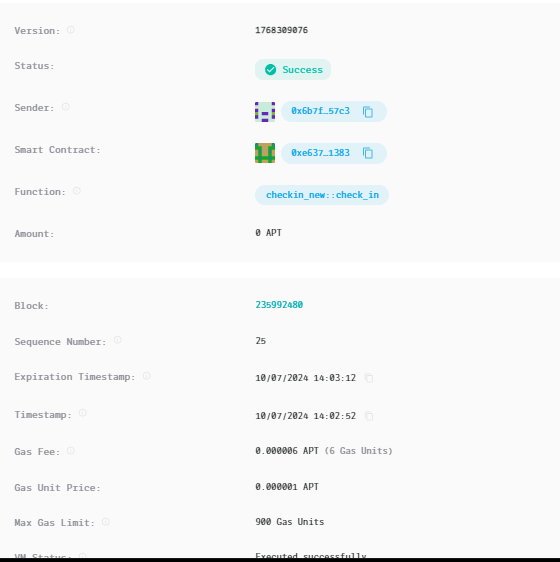 Version: 1768309076
Status: Success
Sender: 0x6b7f…57c3
Smart Contract: 0xe637…1383
Function: checkin_new::check_in
Amount: 0 APT
Block: 235992480
Sequence Number: 25
Expiration Timestamp: 10/07/2024 14:03:12
Timestamp: 10/07/2024 14:02:52
Gas Fee: 0.000006 APT (6 Gas Units)
Gas Unit Price: 0.000001 APT
Max Gas Limit: 900 Gas Units
VM Status: Executed successfully